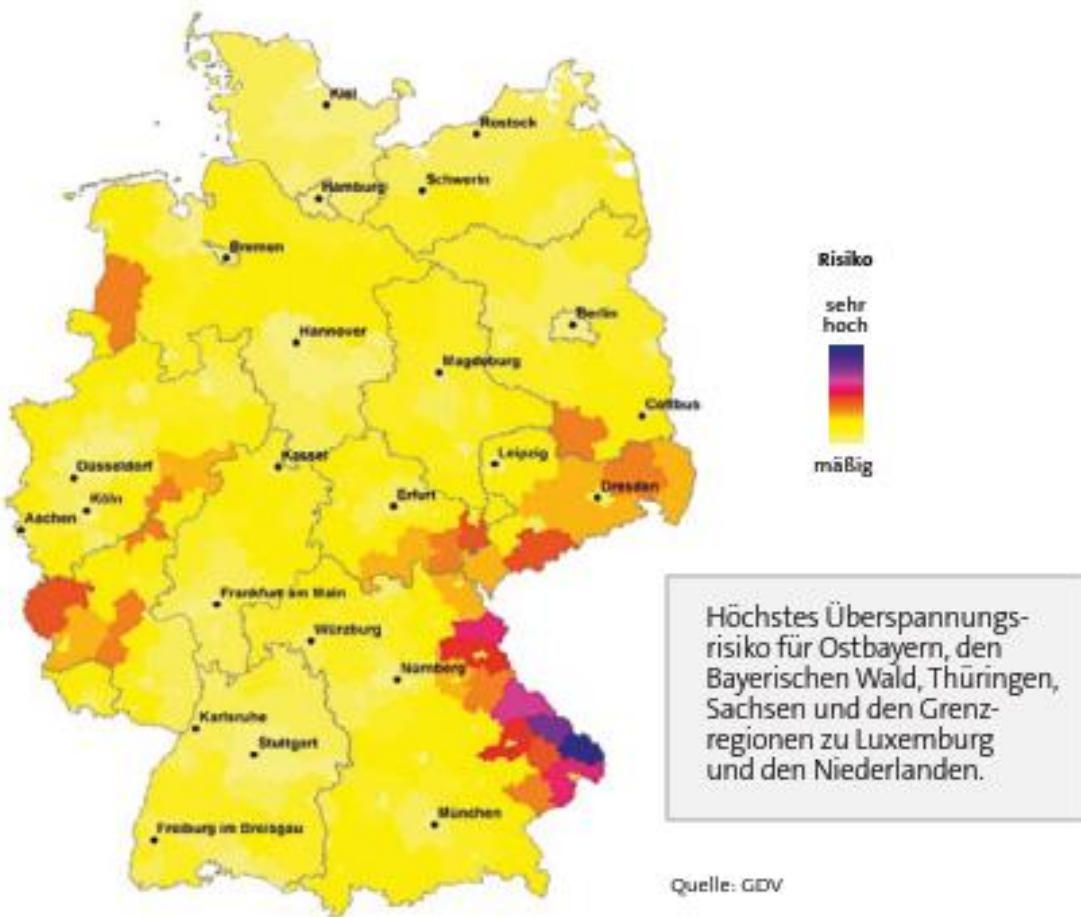 Kiel
Rostock
Hamburg
Schwerin
Bremen
Berlin
Hannover
Magdeburg
Cottbus
Düsseldorf
Kassel
Leipzig
Köln
Erfurt
Dresden
Aachen
Frankfurt am Main
Würzburg
Nürnberg
Karlsruhe
Stuttgart
München
Freiburg im Breisgau
Risiko
sehr
hoch
mäßig
Höchstes Überspannungs-
risiko für Ostbayern, den
Bayerischen Wald, Thüringen,
Sachsen und den Grenz-
regionen zu Luxemburg
und den Niederlanden.
Quelle: GDV